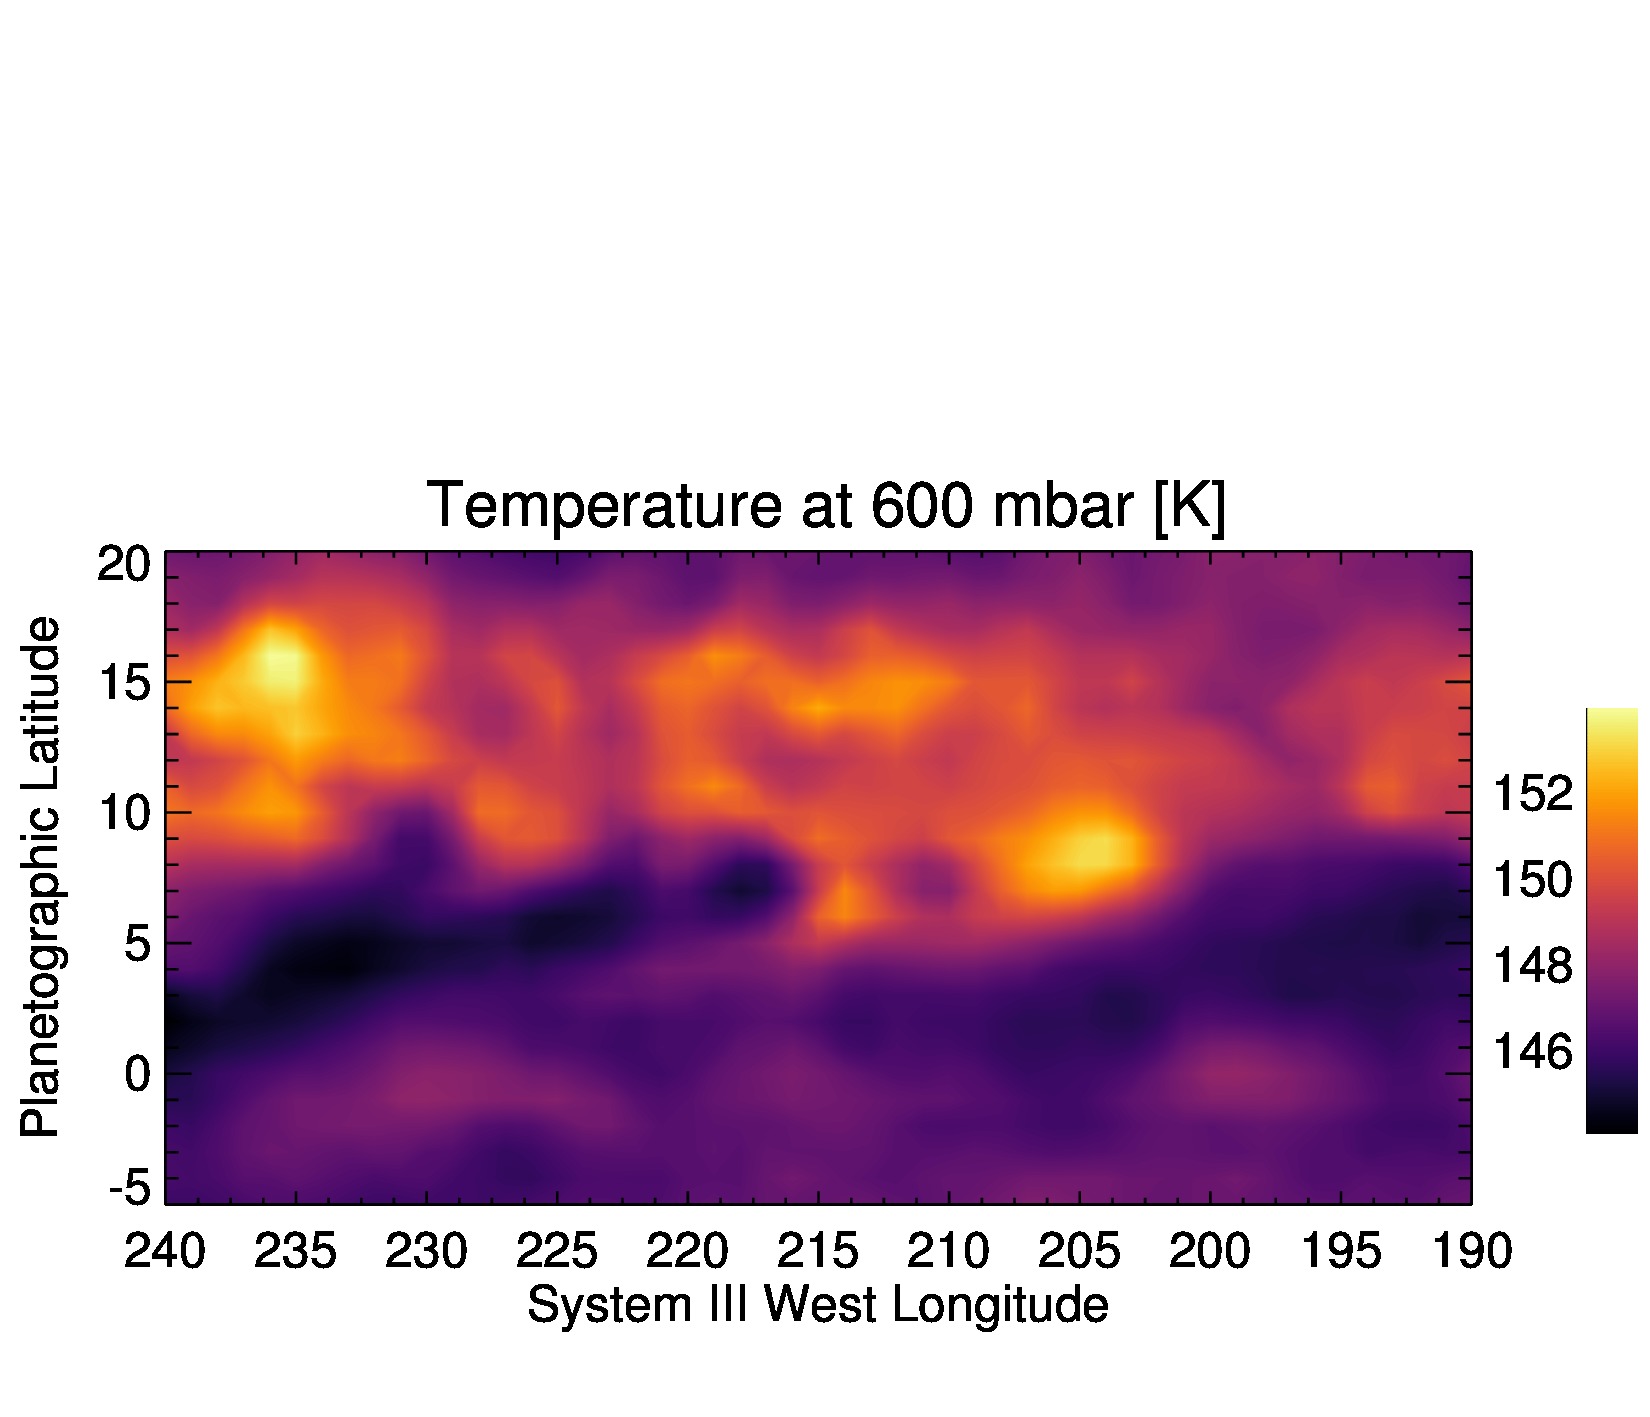 Temperature at 600 mbar [K]
20
15
10
5
0
-5
Planetographic Latitude
240 235 230 225 220 215 210 205 200 195 190
System III West Longitude
152
150
148
146